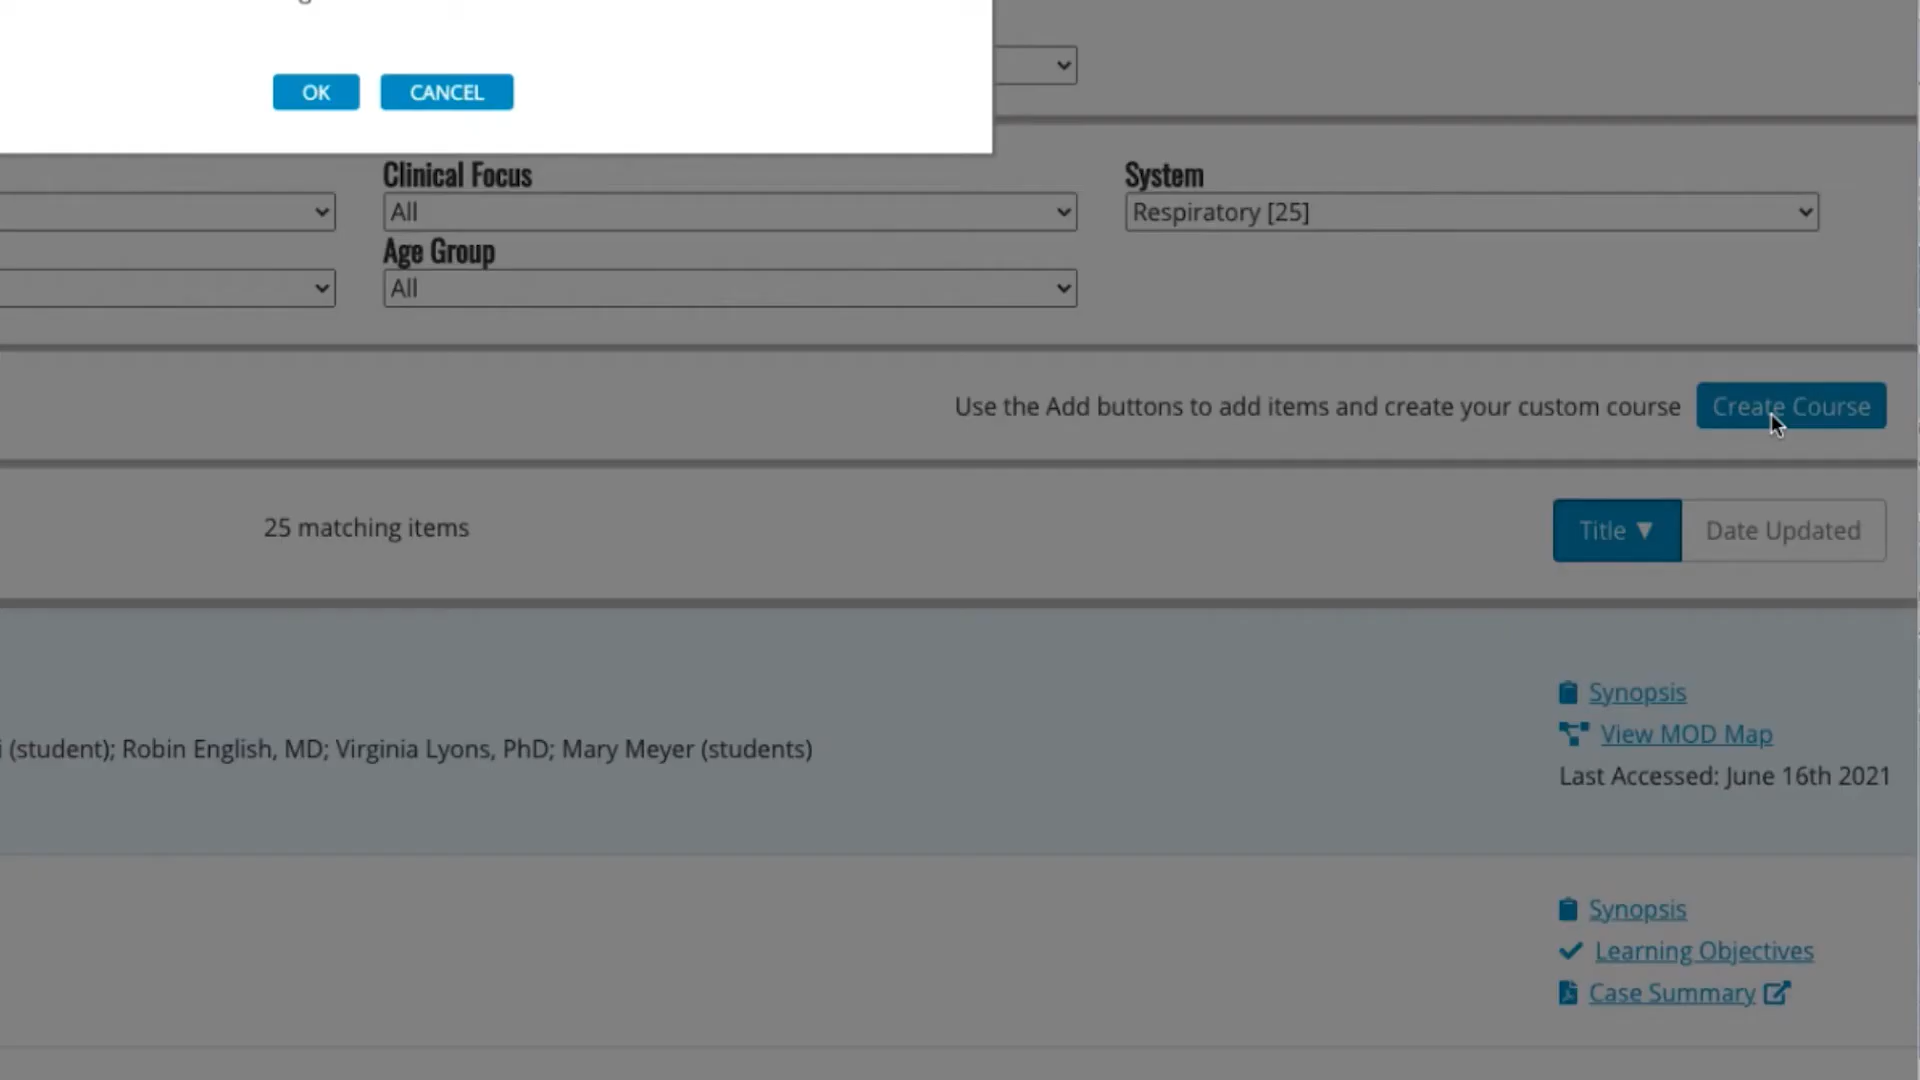 OK CANCEL
Clinical Focus System
All Respiratory [25]
Age Group
All
Use the Add buttons to add items and create your custom course Create Course
25 matching items Title ▼ Date Updated
Synopsis
View MOD Map
(student); Robin English, MD; Virginia Lyons, PhD; Mary Meyer (students)
Last Accessed: June 16th 2021
Synopsis
Learning Objectives
Case Summary